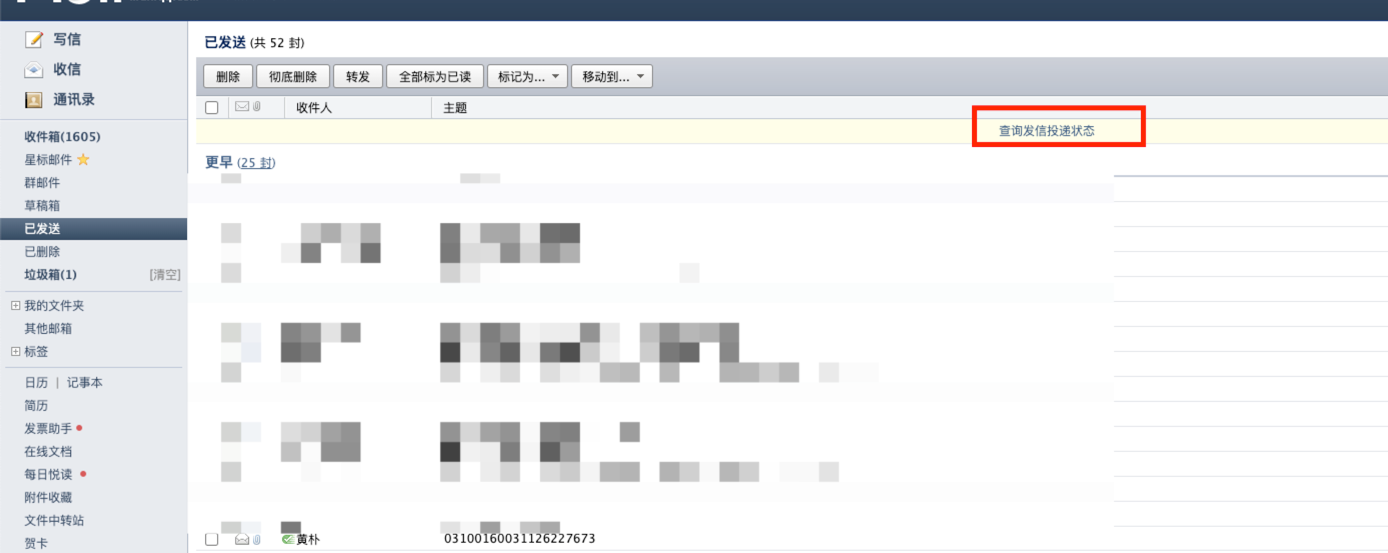 写信
收信
通讯录
收件箱(1605)
星标邮件
群邮件
草稿箱
已发送
已删除
垃圾箱(1) [清空]
我的文件夹
其他邮箱
标签
日历 | 记事本
简历
发票助手
在线文档
每日悦读
附件收藏
文件中转站
贺卡
已发送 (共 52 封)
删除 彻底删除 转发 全部标为已读 标记为... 移动到...
收件人 主题
查询发信投递状态
更早 (25 封)
黄朴 03100160031126227673